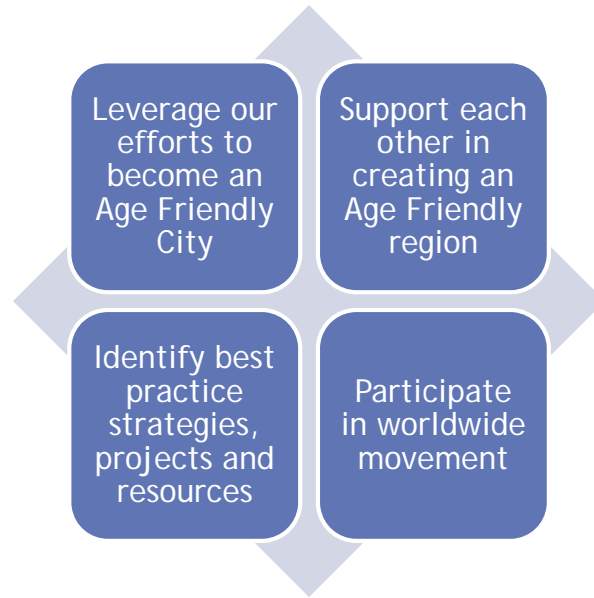 Leverage our
efforts to
become an
Age Friendly
City
Support each
other in
creating an
Age Friendly
region
Identify best
practice
strategies,
projects and
resources
Participate
in worldwide
movement